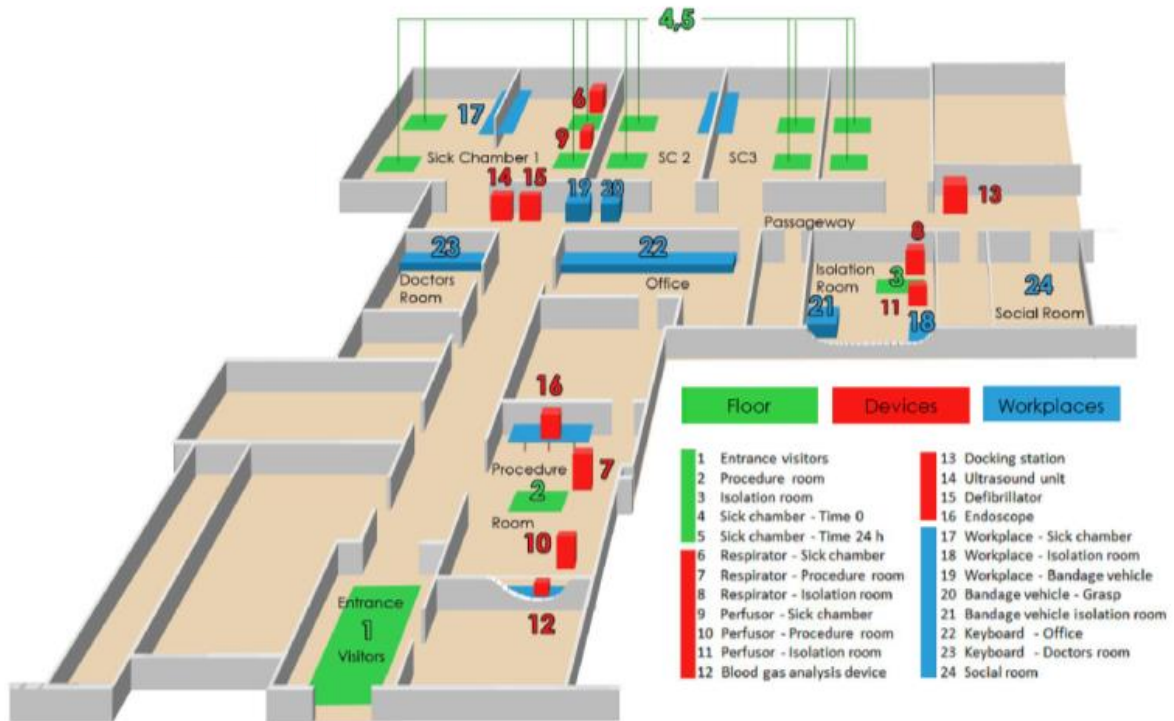 4,5
6
17
9
Sick Chamber 1
SC 2
SC3
14
15
19
20
13
Passageway
8
23
22
Isolation
Room
3
24
Doctors
Room
Office
11
21
18
Social Room
16
Floor
Devices
Workplaces
Procedure
7
2
Room
10
Entrance
1
Visitors
12
1 Entrance visitors
2 Procedure room
3 Isolation room
4 Sick chamber - Time 0
5 Sick chamber - Time 24 h
6 Respirator - Sick chamber
7 Respirator - Procedure room
8 Respirator - Isolation room
9 Perfusor - Sick chamber
10 Perfusor - Procedure room
11 Perfusor - Isolation room
12 Blood gas analysis device
13 Docking station
14 Ultrasound unit
15 Defibrillator
16 Endoscope
17 Workplace - Sick chamber
18 Workplace - Isolation room
19 Workplace - Bandage vehicle
20 Bandage vehicle - Grasp
21 Bandage vehicle isolation room
22 Keyboard - Office
23 Keyboard - Doctors room
24 Social room